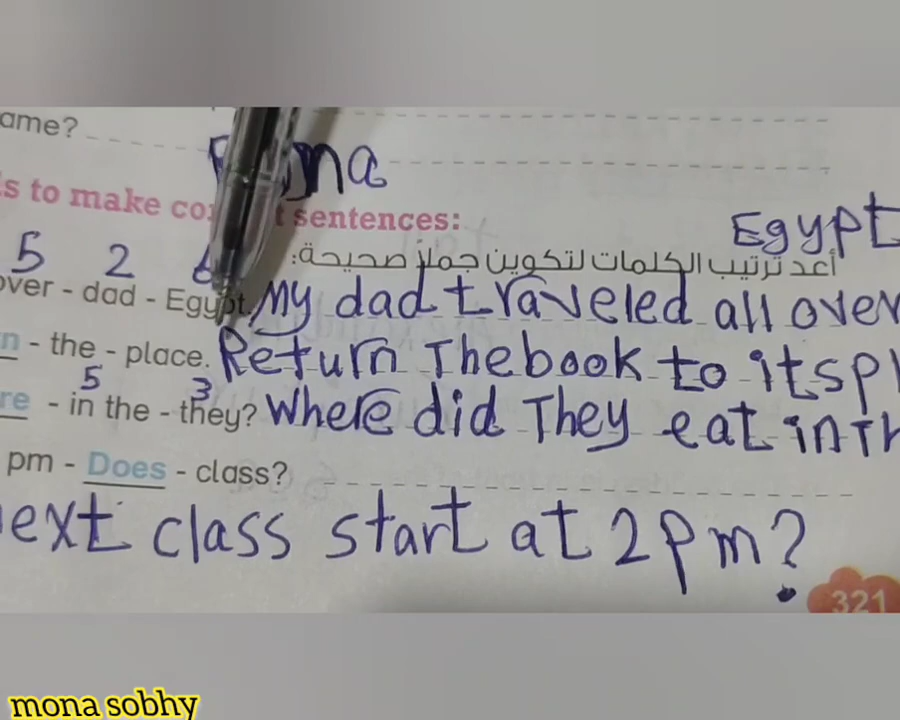 ame?
na
s to make co t sentences:
Egypt
أعد ترتيب الكلمات لتكوين جملاً صحيحة:
5 2 6
over - dad - Egypt. My dad traveled all over
n - the - place. Return The book to its pl
5 3
re - in the - they? Where did They eat in Th
pm - Does - class?
ext class start at 2 pm?
321
mona sobhy